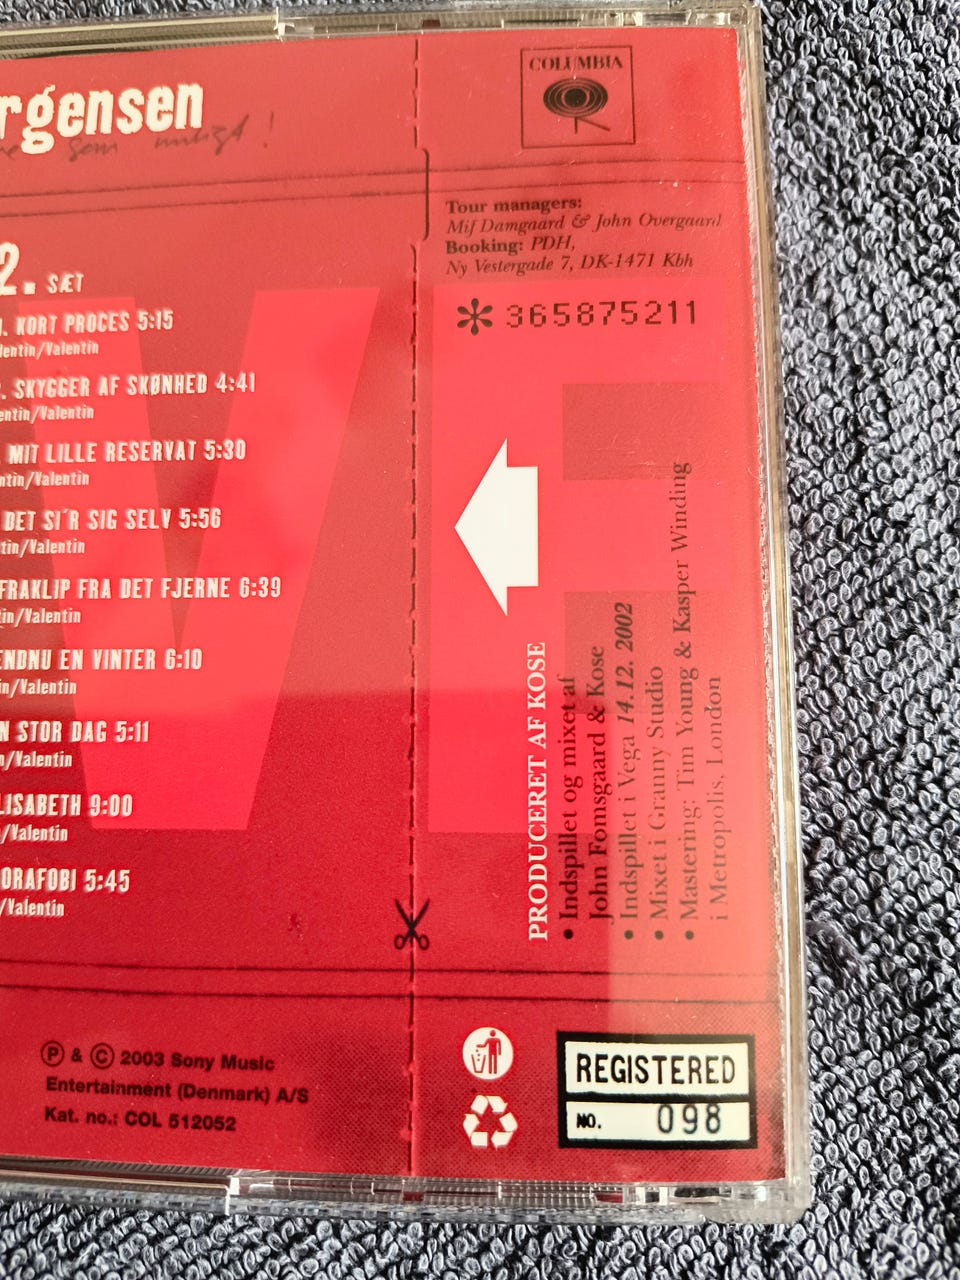 rgensen
som muligt!
COLUMBIA
Tour managers:
Mif Damgaard & John Overgaard
Booking: PDH,
Ny Vestergade 7, DK-1471 Kbh
*365875211
2. SÆT
. KORT PROCES 5:15
lentin/Valentin
. SKYGGER AF SKØNHED 4:41
entin/Valentin
. MIT LILLE RESERVAT 5:30
ntin/Valentin
DET SI'R SIG SELV 5:56
tin/Valentin
FRAKLIP FRA DET FJERNE 6:39
tin/Valentin
ENDNU EN VINTER 6:10
in/Valentin
N STOR DAG 5:11
n/Valentin
LISABETH 9:00
/Valentin
ORAFOBI 5:45
/Valentin
PRODUCERET AF KOSE
• Indspillet og mixet af
John Fomsgaard & Kose
• Indspillet i Vega 14.12. 2002
• Mixet i Granny Studio
• Mastering: Tim Young & Kasper Winding
i Metropolis, London
Ⓟ & © 2003 Sony Music
Entertainment (Denmark) A/S
Kat. no.: COL 512052
REGISTERED
NO. 098